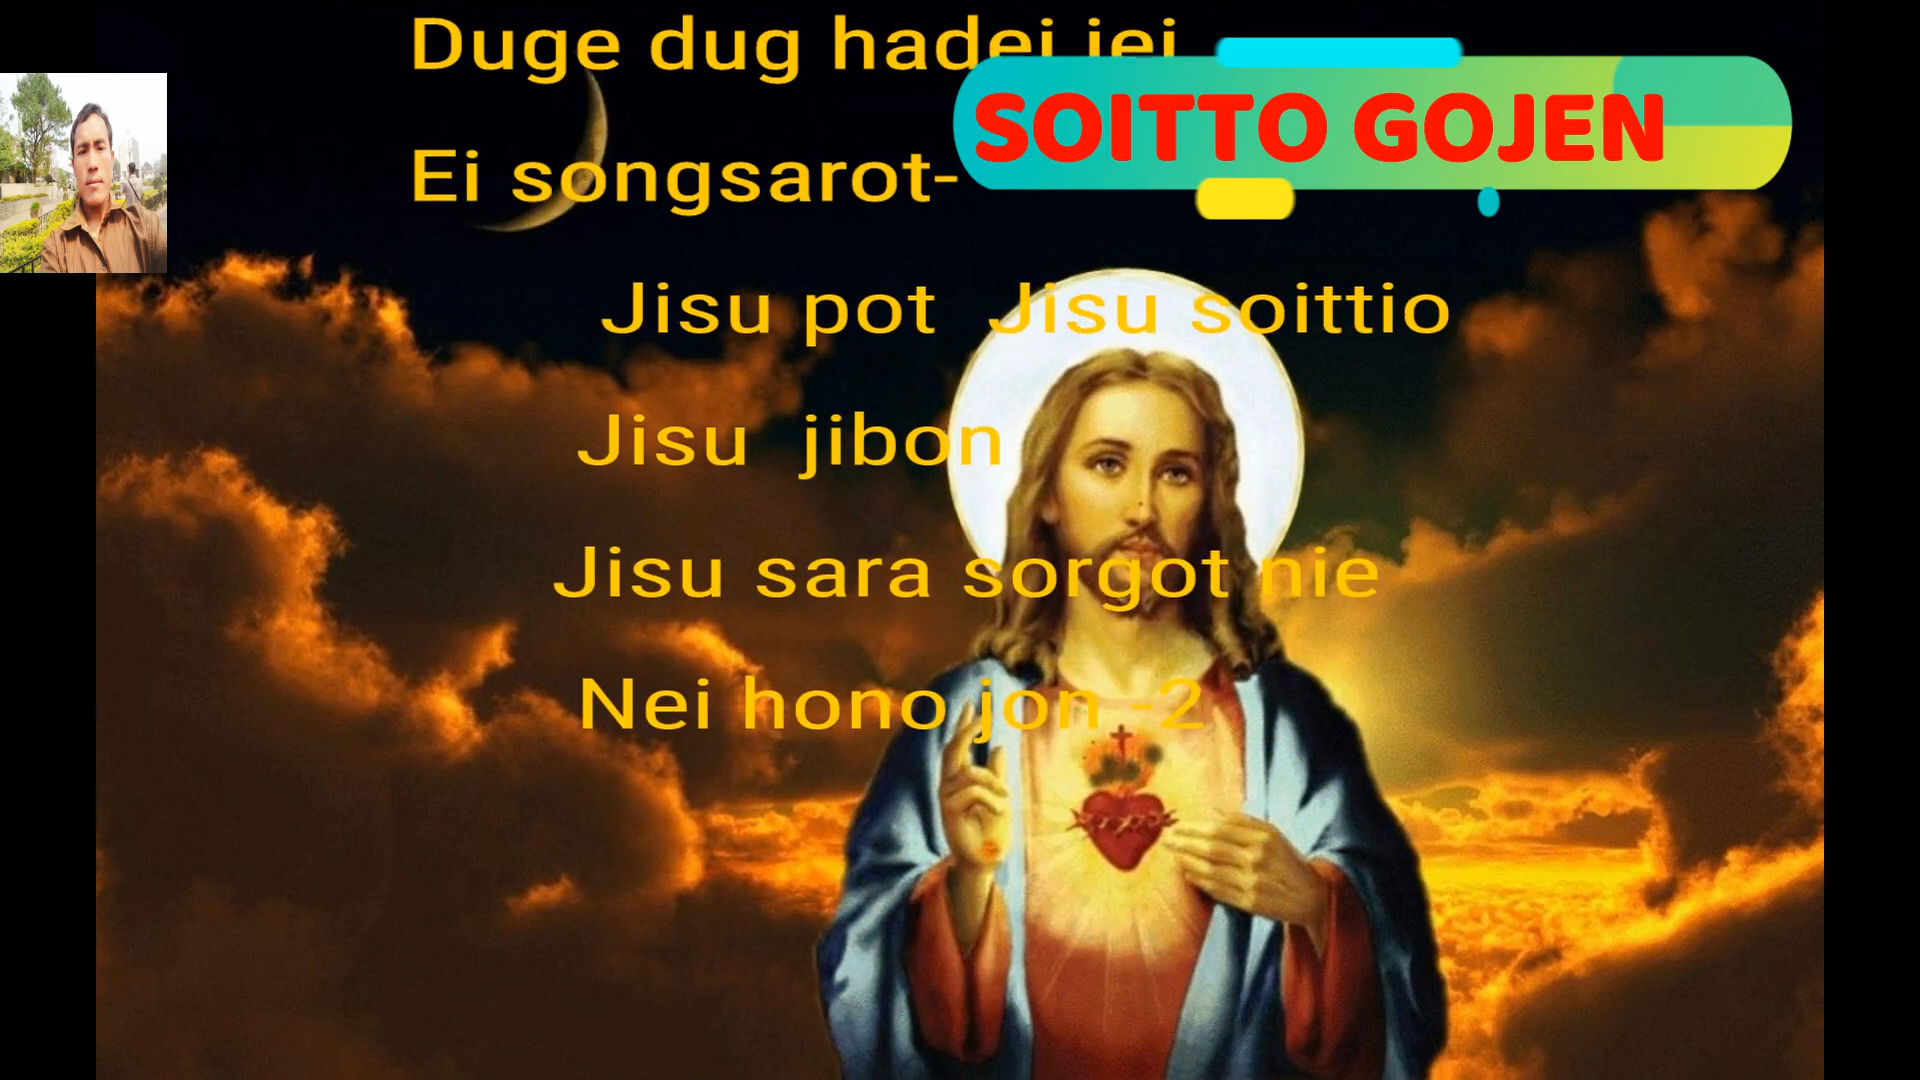 Duge dug hadei jei
SOITTO GOJEN
Ei songsarot-
Jisu pot Jisu soittio
Jisu jibon
Jisu sara sorgot nie
Nei hono jon -2